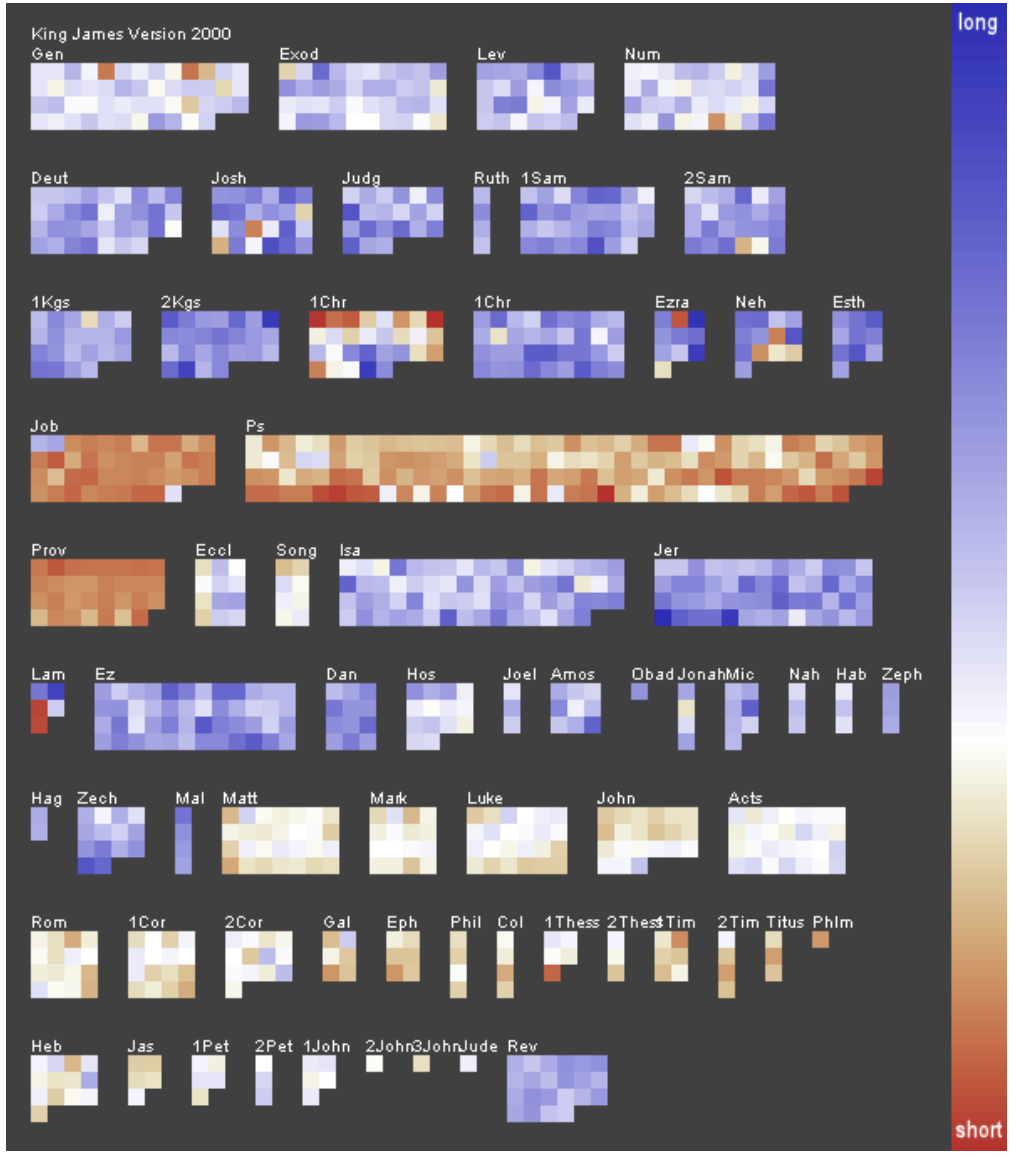 long
King James Version 2000
Gen Exod Lev Num
Deut Josh Judg Ruth 1Sam 2Sam
1Kgs 2Kgs 1Chr 1Chr Ezra Neh Esth
Job Ps
Prov Eccl Song Isa Jer
Lam Ez Dan Hos Joel Amos Obad Jonah Mic Nah Hab Zeph
Hag Zech Mal Matt Mark Luke John Acts
Rom 1Cor 2Cor Gal Eph Phil Col 1Thess 2Thess 1Tim 2Tim Titus Phlm
Heb Jas 1Pet 2Pet 1John 2John 3John Jude Rev
short